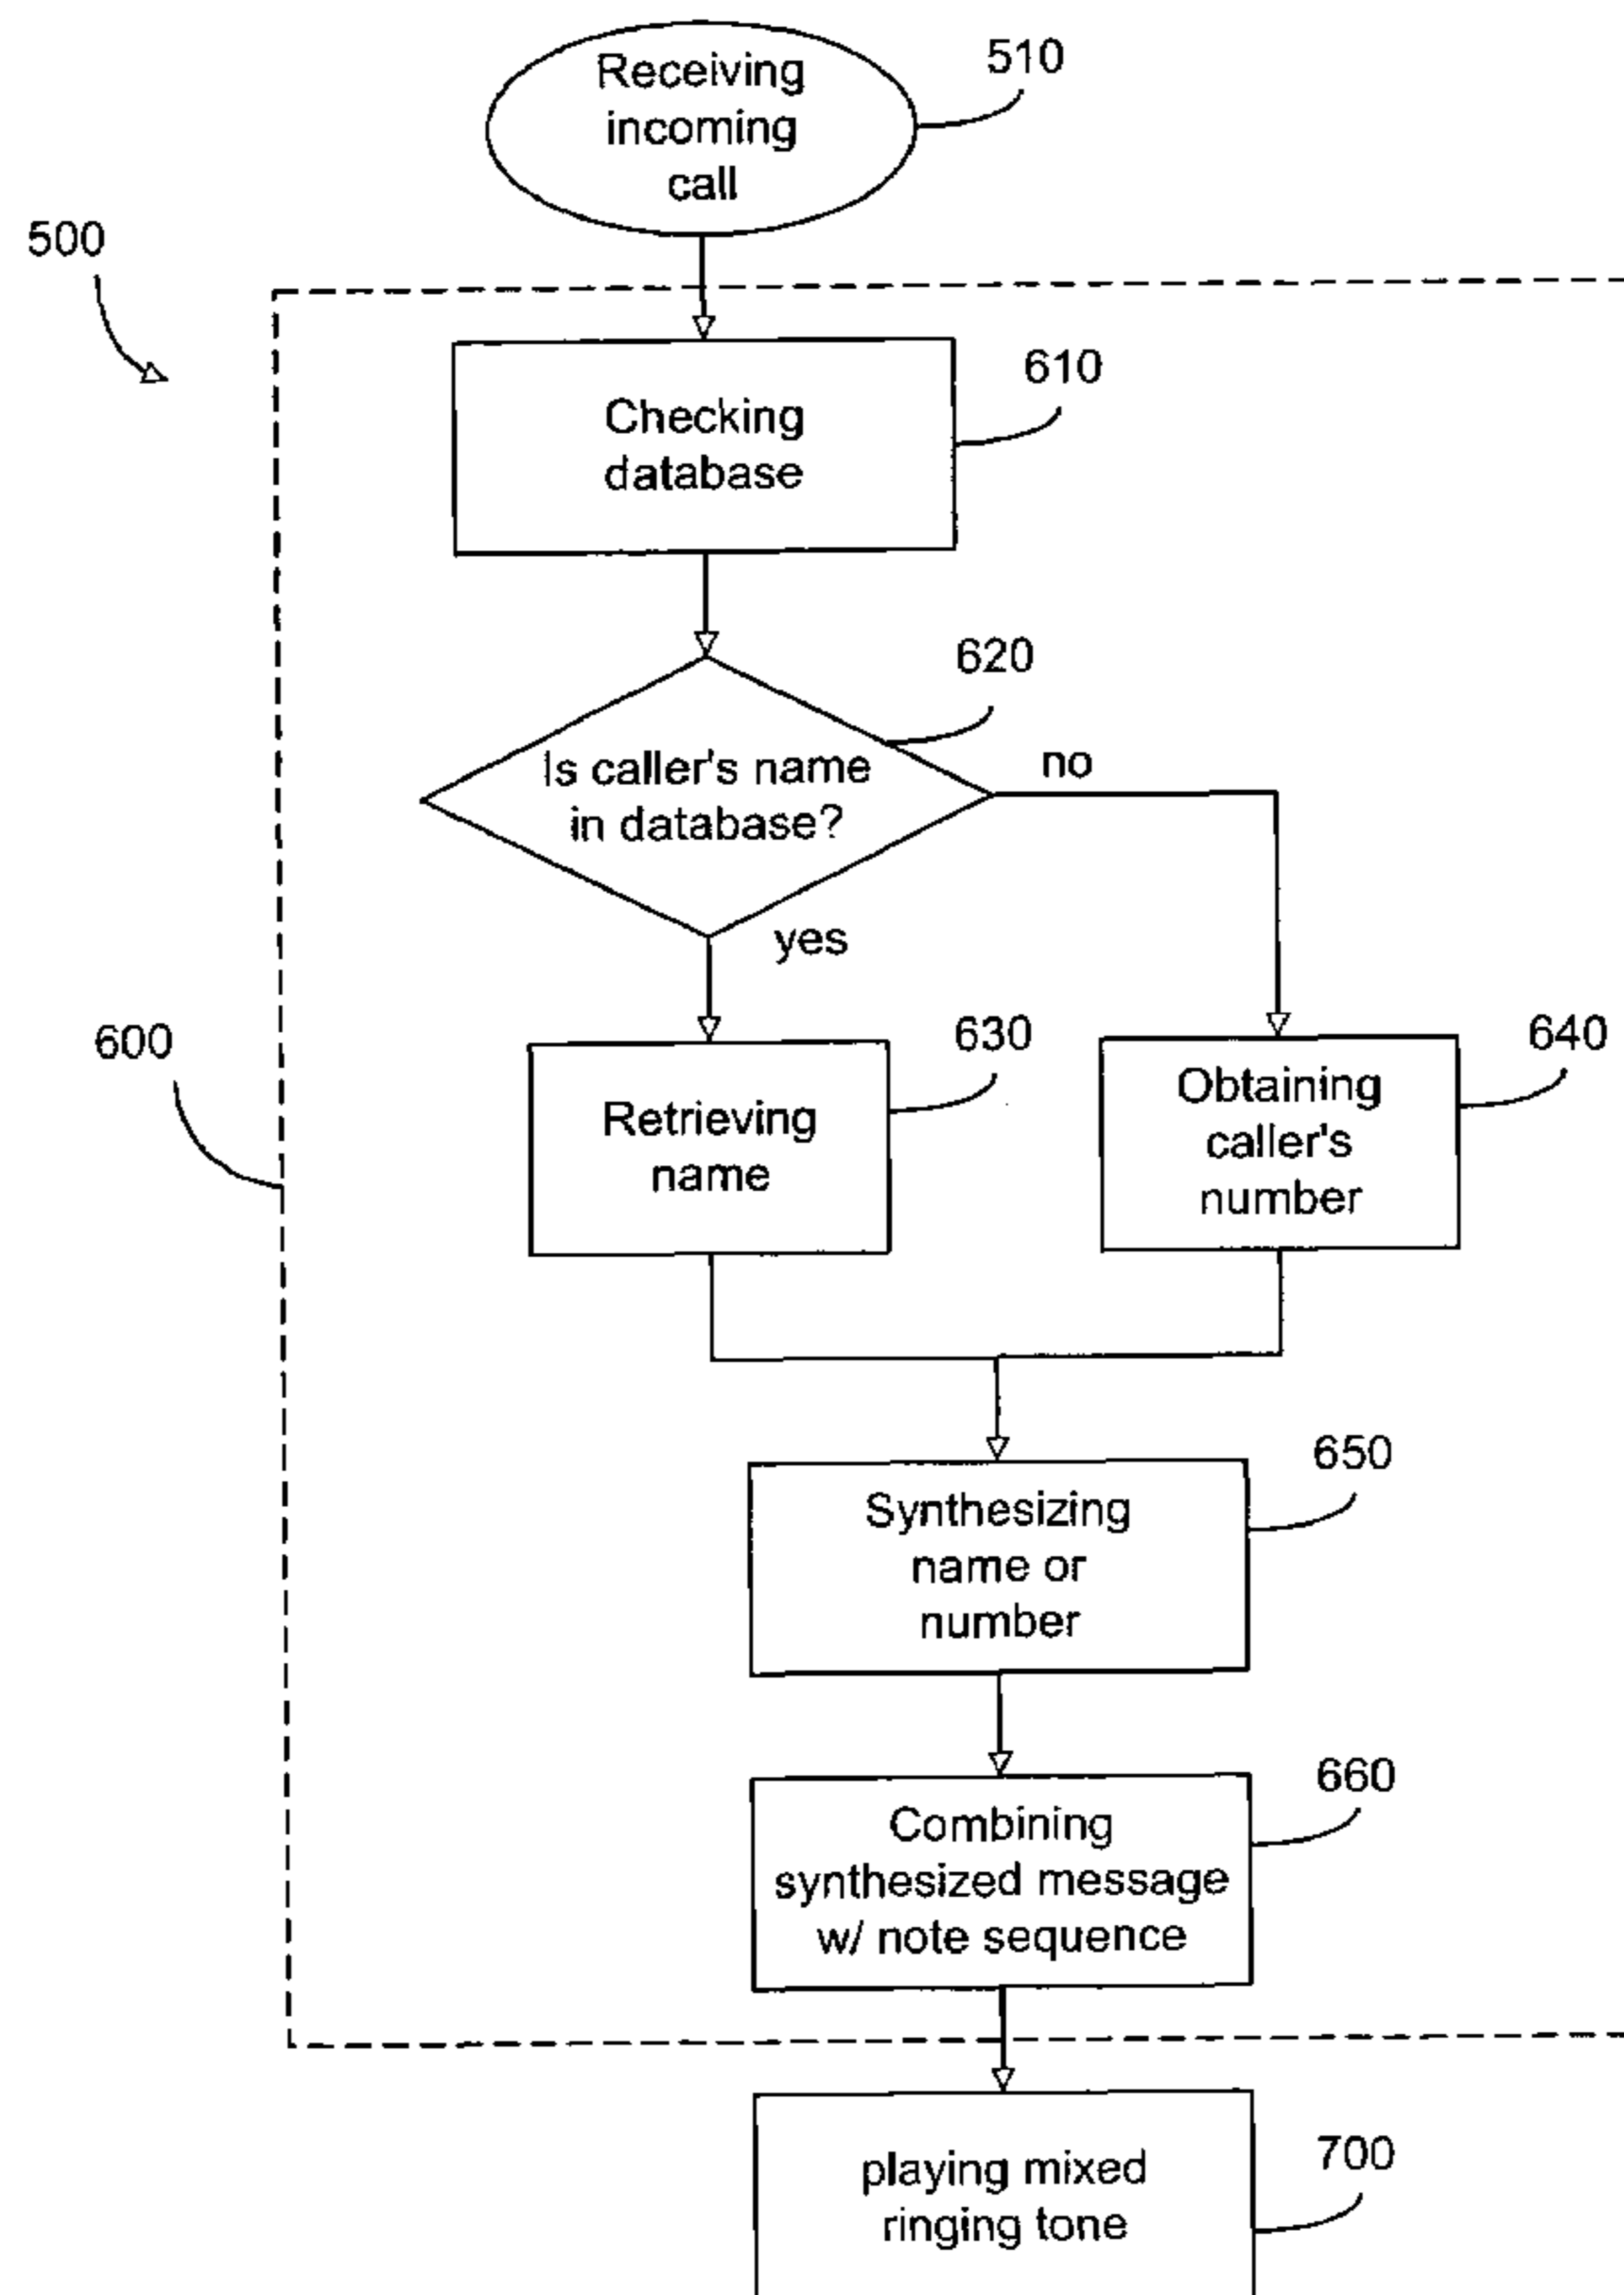 Receiving
incoming
call
510
500
Checking
database
610
620
Is caller's name
in database?
no
yes
600
Retrieving
name
630
Obtaining
caller's
number
640
Synthesizing
name or
number
650
Combining
synthesized message
w/ note sequence
660
playing mixed
ringing tone
700